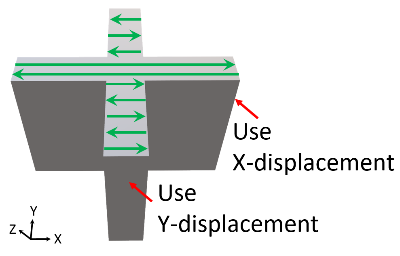 Use
X-displacement
Use
Y-displacement
Y
Z
X